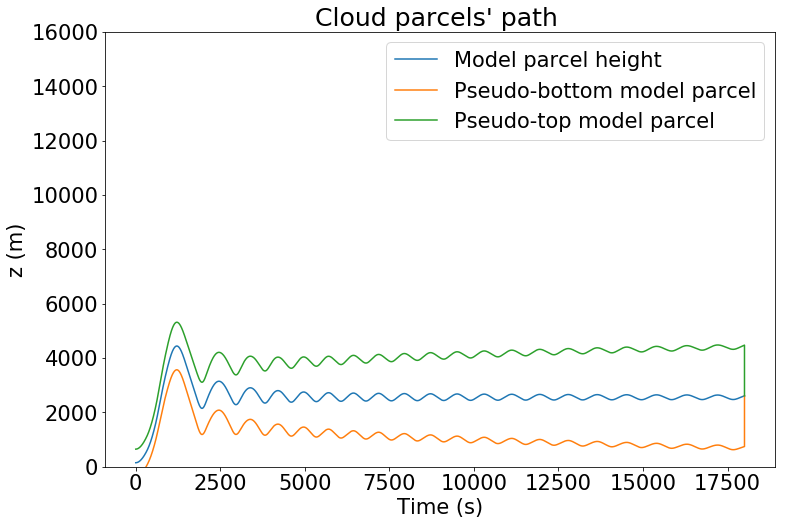 Cloud parcels' path
Model parcel height
Pseudo-bottom model parcel
Pseudo-top model parcel
z (m)
16000
14000
12000
10000
8000
6000
4000
2000
0
0 2500 5000 7500 10000 12500 15000 17500
Time (s)